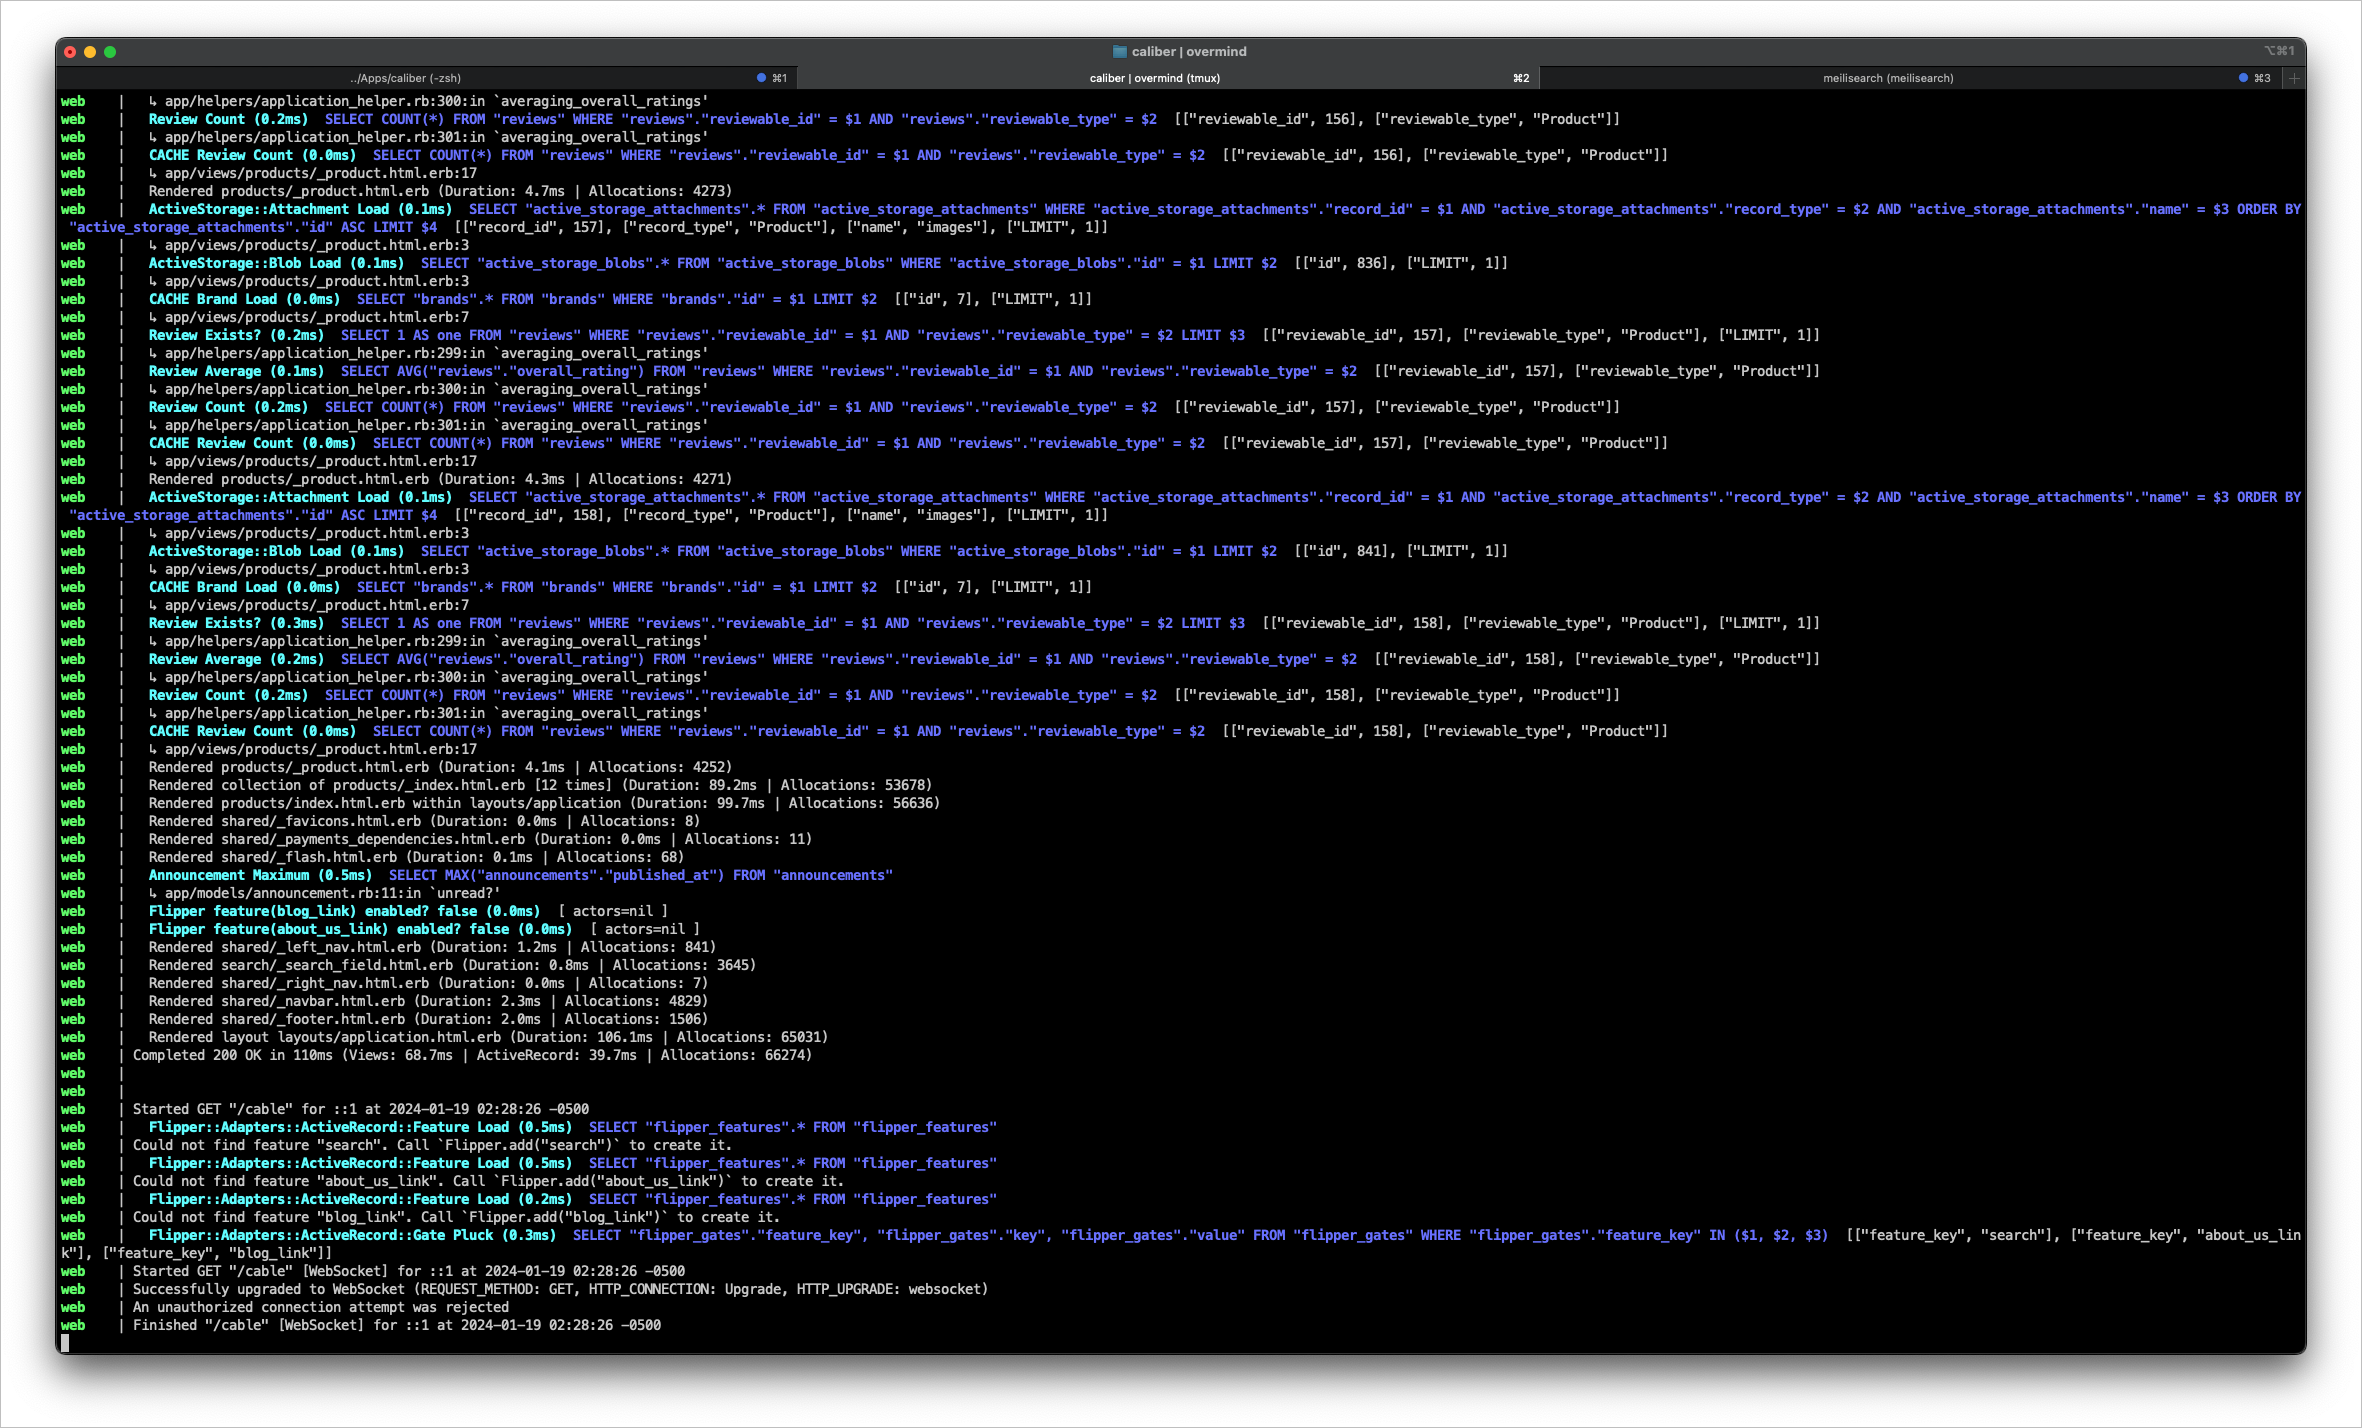 caliber | overmind
⌥⌘1
../Apps/caliber (-zsh) ⌘1
caliber | overmind (tmux) ⌘2
meilisearch (meilisearch) ⌘3
web | ↳ app/helpers/application_helper.rb:300:in `averaging_overall_ratings'
web | Review Count (0.2ms) SELECT COUNT(*) FROM "reviews" WHERE "reviews"."reviewable_id" = $1 AND "reviews"."reviewable_type" = $2 [["reviewable_id", 156], ["reviewable_type", "Product"]]
web | ↳ app/helpers/application_helper.rb:301:in `averaging_overall_ratings'
web | CACHE Review Count (0.0ms) SELECT COUNT(*) FROM "reviews" WHERE "reviews"."reviewable_id" = $1 AND "reviews"."reviewable_type" = $2 [["reviewable_id", 156], ["reviewable_type", "Product"]]
web | ↳ app/views/products/_product.html.erb:17
web | Rendered products/_product.html.erb (Duration: 4.7ms | Allocations: 4273)
web | ActiveStorage::Attachment Load (0.1ms) SELECT "active_storage_attachments".* FROM "active_storage_attachments" WHERE "active_storage_attachments"."record_id" = $1 AND "active_storage_attachments"."record_type" = $2 AND "active_storage_attachments"."name" = $3 ORDER BY
"active_storage_attachments"."id" ASC LIMIT $4 [["record_id", 157], ["record_type", "Product"], ["name", "images"], ["LIMIT", 1]]
web | ↳ app/views/products/_product.html.erb:3
web | ActiveStorage::Blob Load (0.1ms) SELECT "active_storage_blobs".* FROM "active_storage_blobs" WHERE "active_storage_blobs"."id" = $1 LIMIT $2 [["id", 836], ["LIMIT", 1]]
web | ↳ app/views/products/_product.html.erb:3
web | CACHE Brand Load (0.0ms) SELECT "brands".* FROM "brands" WHERE "brands"."id" = $1 LIMIT $2 [["id", 7], ["LIMIT", 1]]
web | ↳ app/views/products/_product.html.erb:7
web | Review Exists? (0.2ms) SELECT 1 AS one FROM "reviews" WHERE "reviews"."reviewable_id" = $1 AND "reviews"."reviewable_type" = $2 LIMIT $3 [["reviewable_id", 157], ["reviewable_type", "Product"], ["LIMIT", 1]]
web | ↳ app/helpers/application_helper.rb:299:in `averaging_overall_ratings'
web | Review Average (0.1ms) SELECT AVG("reviews"."overall_rating") FROM "reviews" WHERE "reviews"."reviewable_id" = $1 AND "reviews"."reviewable_type" = $2 [["reviewable_id", 157], ["reviewable_type", "Product"]]
web | ↳ app/helpers/application_helper.rb:300:in `averaging_overall_ratings'
web | Review Count (0.2ms) SELECT COUNT(*) FROM "reviews" WHERE "reviews"."reviewable_id" = $1 AND "reviews"."reviewable_type" = $2 [["reviewable_id", 157], ["reviewable_type", "Product"]]
web | ↳ app/helpers/application_helper.rb:301:in `averaging_overall_ratings'
web | CACHE Review Count (0.0ms) SELECT COUNT(*) FROM "reviews" WHERE "reviews"."reviewable_id" = $1 AND "reviews"."reviewable_type" = $2 [["reviewable_id", 157], ["reviewable_type", "Product"]]
web | ↳ app/views/products/_product.html.erb:17
web | Rendered products/_product.html.erb (Duration: 4.3ms | Allocations: 4271)
web | ActiveStorage::Attachment Load (0.1ms) SELECT "active_storage_attachments".* FROM "active_storage_attachments" WHERE "active_storage_attachments"."record_id" = $1 AND "active_storage_attachments"."record_type" = $2 AND "active_storage_attachments"."name" = $3 ORDER BY
"active_storage_attachments"."id" ASC LIMIT $4 [["record_id", 158], ["record_type", "Product"], ["name", "images"], ["LIMIT", 1]]
web | ↳ app/views/products/_product.html.erb:3
web | ActiveStorage::Blob Load (0.1ms) SELECT "active_storage_blobs".* FROM "active_storage_blobs" WHERE "active_storage_blobs"."id" = $1 LIMIT $2 [["id", 841], ["LIMIT", 1]]
web | ↳ app/views/products/_product.html.erb:3
web | CACHE Brand Load (0.0ms) SELECT "brands".* FROM "brands" WHERE "brands"."id" = $1 LIMIT $2 [["id", 7], ["LIMIT", 1]]
web | ↳ app/views/products/_product.html.erb:7
web | Review Exists? (0.3ms) SELECT 1 AS one FROM "reviews" WHERE "reviews"."reviewable_id" = $1 AND "reviews"."reviewable_type" = $2 LIMIT $3 [["reviewable_id", 158], ["reviewable_type", "Product"], ["LIMIT", 1]]
web | ↳ app/helpers/application_helper.rb:299:in `averaging_overall_ratings'
web | Review Average (0.2ms) SELECT AVG("reviews"."overall_rating") FROM "reviews" WHERE "reviews"."reviewable_id" = $1 AND "reviews"."reviewable_type" = $2 [["reviewable_id", 158], ["reviewable_type", "Product"]]
web | ↳ app/helpers/application_helper.rb:300:in `averaging_overall_ratings'
web | Review Count (0.2ms) SELECT COUNT(*) FROM "reviews" WHERE "reviews"."reviewable_id" = $1 AND "reviews"."reviewable_type" = $2 [["reviewable_id", 158], ["reviewable_type", "Product"]]
web | ↳ app/helpers/application_helper.rb:301:in `averaging_overall_ratings'
web | CACHE Review Count (0.0ms) SELECT COUNT(*) FROM "reviews" WHERE "reviews"."reviewable_id" = $1 AND "reviews"."reviewable_type" = $2 [["reviewable_id", 158], ["reviewable_type", "Product"]]
web | ↳ app/views/products/_product.html.erb:17
web | Rendered products/_product.html.erb (Duration: 4.1ms | Allocations: 4252)
web | Rendered collection of products/_index.html.erb [12 times] (Duration: 89.2ms | Allocations: 53678)
web | Rendered products/index.html.erb within layouts/application (Duration: 99.7ms | Allocations: 56636)
web | Rendered shared/_favicons.html.erb (Duration: 0.0ms | Allocations: 8)
web | Rendered shared/_payments_dependencies.html.erb (Duration: 0.0ms | Allocations: 11)
web | Rendered shared/_flash.html.erb (Duration: 0.1ms | Allocations: 68)
web | Announcement Maximum (0.5ms) SELECT MAX("announcements"."published_at") FROM "announcements"
web | ↳ app/models/announcement.rb:11:in `unread?'
web | Flipper feature(blog_link) enabled? false (0.0ms) [ actors=nil ]
web | Flipper feature(about_us_link) enabled? false (0.0ms) [ actors=nil ]
web | Rendered shared/_left_nav.html.erb (Duration: 1.2ms | Allocations: 841)
web | Rendered search/_search_field.html.erb (Duration: 0.8ms | Allocations: 3645)
web | Rendered shared/_right_nav.html.erb (Duration: 0.0ms | Allocations: 7)
web | Rendered shared/_navbar.html.erb (Duration: 2.3ms | Allocations: 4829)
web | Rendered shared/_footer.html.erb (Duration: 2.0ms | Allocations: 1506)
web | Rendered layout layouts/application.html.erb (Duration: 106.1ms | Allocations: 65031)
web | Completed 200 OK in 110ms (Views: 68.7ms | ActiveRecord: 39.7ms | Allocations: 66274)
web |
web |
web | Started GET "/cable" for ::1 at 2024-01-19 02:28:26 -0500
web | Flipper::Adapters::ActiveRecord::Feature Load (0.5ms) SELECT "flipper_features".* FROM "flipper_features"
web | Could not find feature "search". Call `Flipper.add("search")` to create it.
web | Flipper::Adapters::ActiveRecord::Feature Load (0.5ms) SELECT "flipper_features".* FROM "flipper_features"
web | Could not find feature "about_us_link". Call `Flipper.add("about_us_link")` to create it.
web | Flipper::Adapters::ActiveRecord::Feature Load (0.2ms) SELECT "flipper_features".* FROM "flipper_features"
web | Could not find feature "blog_link". Call `Flipper.add("blog_link")` to create it.
web | Flipper::Adapters::ActiveRecord::Gate Pluck (0.3ms) SELECT "flipper_gates"."feature_key", "flipper_gates"."key", "flipper_gates"."value" FROM "flipper_gates" WHERE "flipper_gates"."feature_key" IN ($1, $2, $3) [["feature_key", "search"], ["feature_key", "about_us_lin
k"], ["feature_key", "blog_link"]]
web | Started GET "/cable" [WebSocket] for ::1 at 2024-01-19 02:28:26 -0500
web | Successfully upgraded to WebSocket (REQUEST_METHOD: GET, HTTP_CONNECTION: Upgrade, HTTP_UPGRADE: websocket)
web | An unauthorized connection attempt was rejected
web | Finished "/cable" [WebSocket] for ::1 at 2024-01-19 02:28:26 -0500